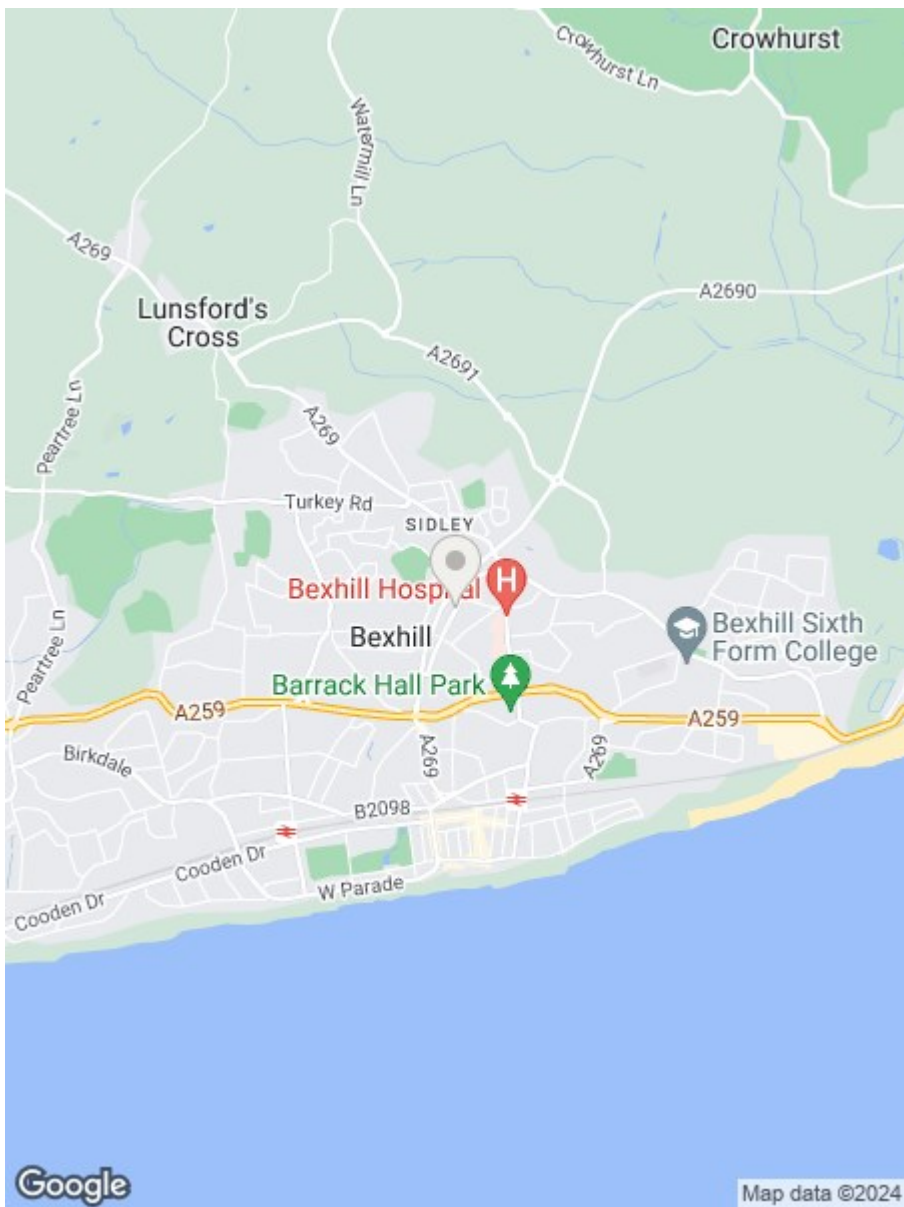 Crowhurst
Crowhurst Ln
Watermill Ln
A269
A2690
Lunsford's
Cross
A2691
Peartree Ln
A269
Turkey Rd
SIDLEY
Bexhill Hospital
H
Bexhill
Bexhill Sixth
Form College
Peartree Ln
Barrack Hall Park
A259
A259
Birkdale
A269
A269
B2098
Cooden Dr
W Parade
Cooden Dr
Google
Map data ©2024